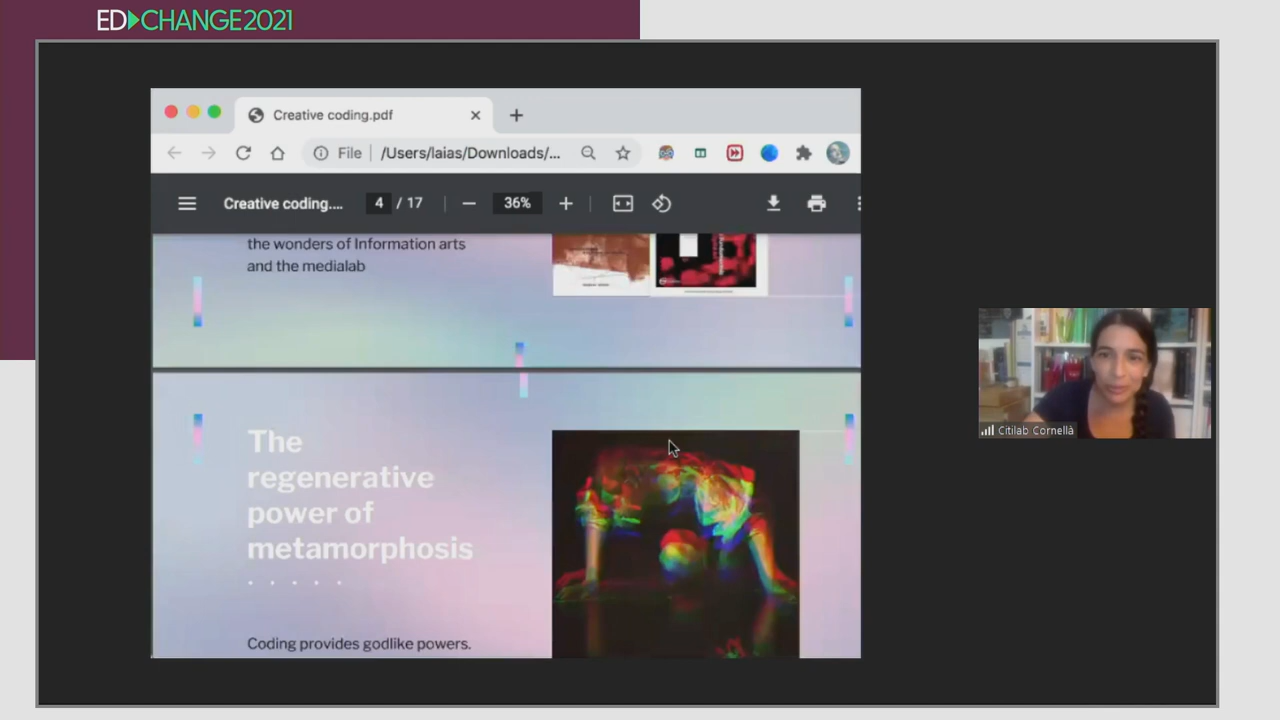 ED CHANGE2021
Creative coding.pdf
File /Users/laias/Downloads/...
Creative coding.... 4 / 17 36%
the wonders of Information arts
and the medialab
The
regenerative
power of
metamorphosis
Coding provides godlike powers.
Citilab Cornellà